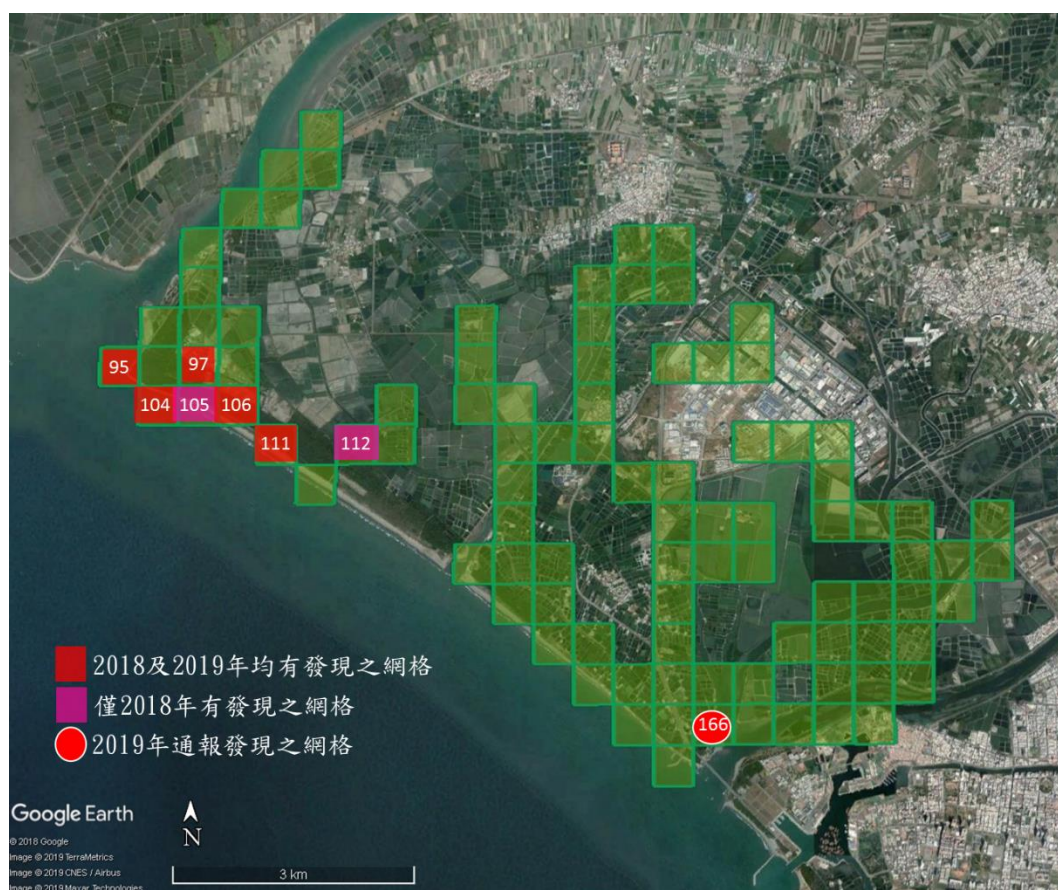 95
97
104
105
106
111
112
166
2018及2019年均有發現之網格
僅2018年有發現之網格
2019年通報發現之網格
Google Earth
N
© 2018 Google
Image © 2019 TerraMetrics
Image © 2019 CNES / Airbus
Image © 2019 Maxar Technologies
3 km